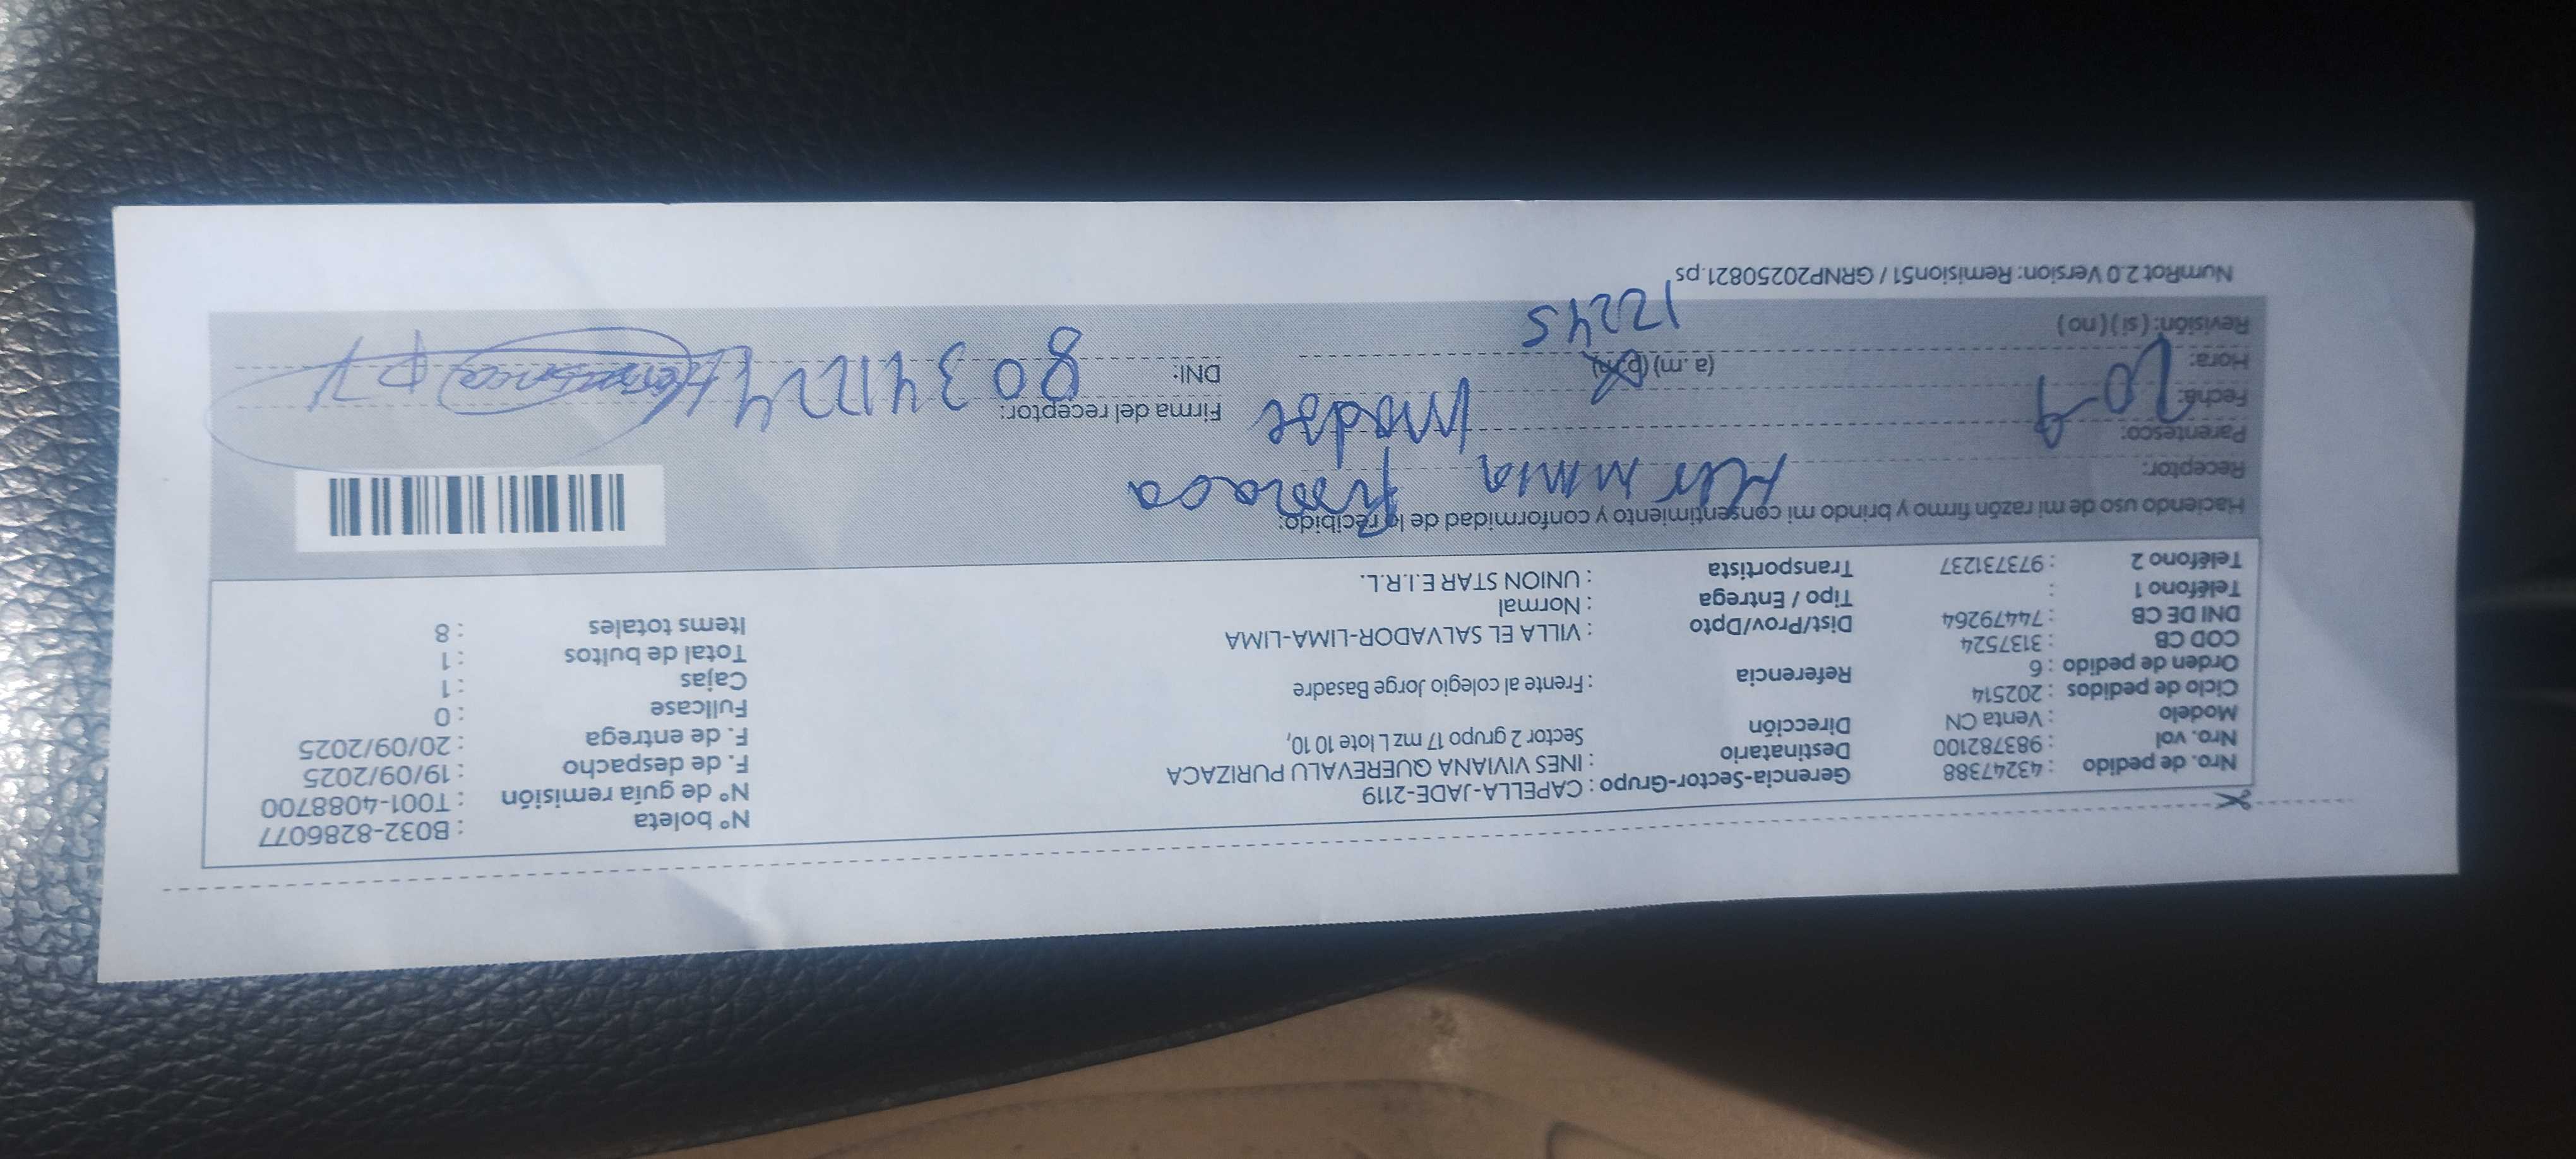 Nro. de pedido : 43247388
Nro. vol : 983782100
Modelo : Venta CN
Ciclo de pedidos : 202514
Orden de pedido : 6
COD CB : 3137524
DNI DE CB : 74479264
Teléfono 1 :
Teléfono 2 : 973731237
Gerencia-Sector-Grupo : CAPELLA-JADE-2119
Destinatario : INES VIVIANA QUEREVALU PURIZACA
Dirección Sector 2 grupo 17 mz L lote 10 10,
Referencia : Frente al colegio Jorge Basadre
Dist/Prov/Dpto : VILLA EL SALVADOR-LIMA-LIMA
Tipo / Entrega : Normal
Transportista : UNION STAR E.I.R.L.
N° boleta : B032-8286077
N° de guía remisión : T001-4088700
F. de despacho : 19/09/2025
F. de entrega : 20/09/2025
Fullcase : 0
Cajas : 1
Total de bultos : 1
Items totales : 8
Haciendo uso de mi razón firmo y brindo mi consentimiento y conformidad de lo recibido:
Receptor:
Parentesco: madre
Fecha: 20-9
Hora: (a.m) (p.m) 1224s
Revisión: (si) (no)
Firma del receptor:
DNI:
NumRot 2.0 Version: Remision51 / GRNP20250821.ps